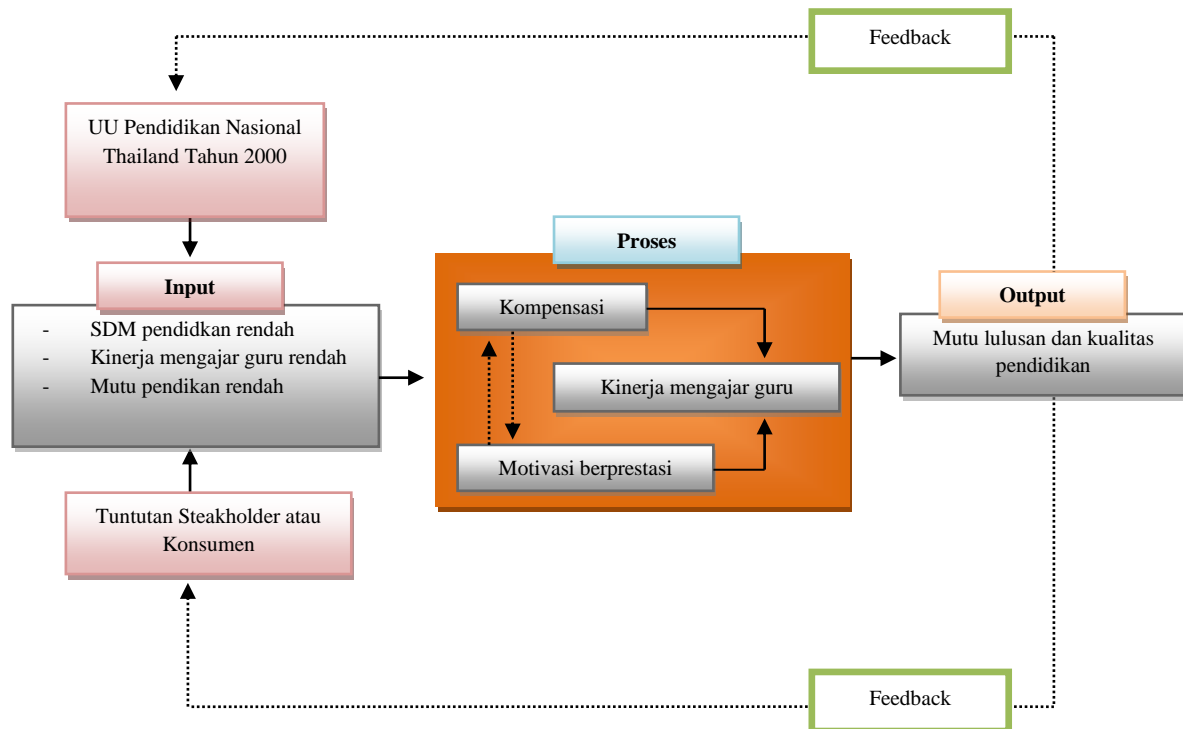 Feedback
UU Pendidikan Nasional
Thailand Tahun 2000
Proses
Input
Output
- SDM pendidkan rendah
- Kinerja mengajar guru rendah
- Mutu pendikan rendah
Kompensasi
Kinerja mengajar guru
Motivasi berprestasi
Mutu lulusan dan kualitas
pendidikan
Tuntutan Steakholder atau
Konsumen
Feedback